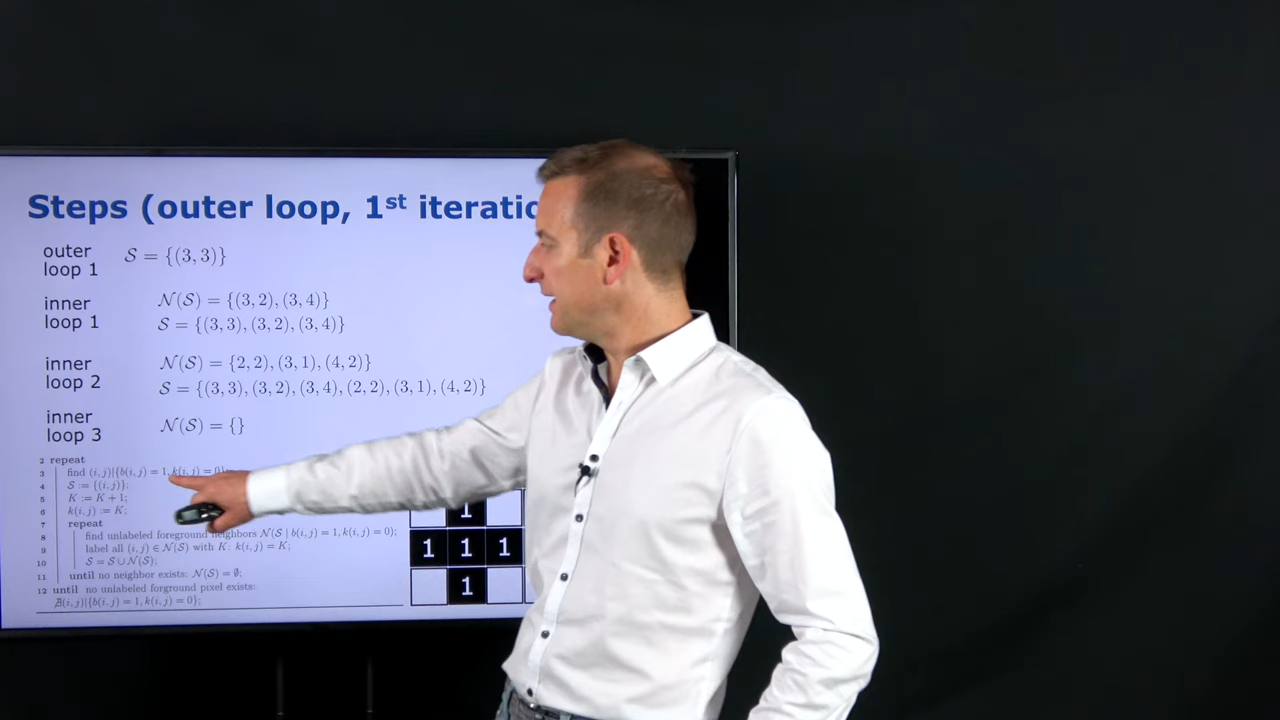 Steps (outer loop, 1st iteratio
outer loop 1 S = {(3,3)}
inner loop 1 N(S) = {(3,2),(3,4)}
S = {(3,3),(3,2),(3,4)}
inner loop 2 N(S) = {2,2),(3,1),(4,2)}
S = {(3,3),(3,2),(3,4),(2,2),(3,1),(4,2)}
inner loop 3 N(S) = {}
2 repeat
3 find (i,j)|{b(i,j) = 1, k(i,j) = 0}
4 S := {(i,j)};
5 K := K + 1;
6 k(i,j) := K;
7 repeat
8 find unlabeled foreground neighbors N(S | b(i,j) = 1, k(i,j) = 0);
9 label all (i,j) ∈ N(S) with K: k(i,j) = K;
10 S = S ∪ N(S);
11 until no neighbor exists: N(S) = ∅;
12 until no unlabeled forground pixel exists:
∄(i,j)|{b(i,j) = 1, k(i,j) = 0};
1
1 1 1
1